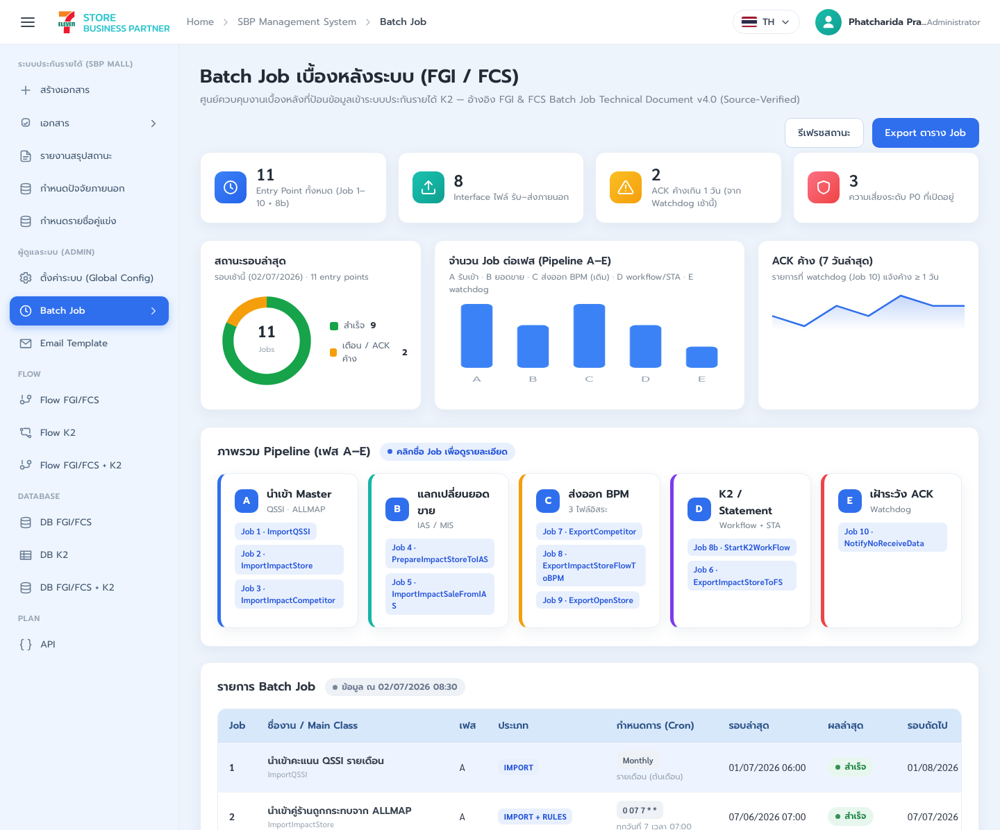 ELEVEN
STORE
BUSINESS PARTNER
Home
SBP Management System
Batch Job
TH
Phatcharida Pra...
Administrator
ระบบประกันรายได้ (SBP MALL)
สร้างเอกสาร
เอกสาร
รายงานสรุปสถานะ
กำหนดปัจจัยภายนอก
กำหนดรายชื่อคู่แข่ง
ผู้ดูแลระบบ (ADMIN)
ตั้งค่าระบบ (Global Config)
Batch Job
Email Template
FLOW
Flow FGI/FCS
Flow K2
Flow FGI/FCS + K2
DATABASE
DB FGI/FCS
DB K2
DB FGI/FCS + K2
PLAN
API
Batch Job เบื้องหลังระบบ (FGI / FCS)
ศูนย์ควบคุมงานเบื้องหลังที่ป้อนข้อมูลเข้าระบบประกันรายได้ K2 — อ้างอิง FGI & FCS Batch Job Technical Document v4.0 (Source-Verified)
รีเฟรชสถานะ
Export ตาราง Job
11
Entry Point ทั้งหมด (Job 1–
10 + 8b)
8
Interface ไฟล์ รับ–ส่งภายนอก
2
ACK ค้างเกิน 1 วัน (จาก
Watchdog เช้านี้)
3
ความเสี่ยงระดับ P0 ที่เปิดอยู่
สถานะรอบล่าสุด
รอบเช้านี้ (02/07/2026) · 11 entry points
11
Jobs
สำเร็จ 9
เตือน / ACK
ค้าง
2
จำนวน Job ต่อเฟส (Pipeline A–E)
A รับเข้า · B ยอดขาย · C ส่งออก BPM (เดิม) · D workflow/STA · E
watchdog
A B C D E
ACK ค้าง (7 วันล่าสุด)
รายการที่ watchdog (Job 10) แจ้งค้าง ≥ 1 วัน
ภาพรวม Pipeline (เฟส A–E)
คลิกชื่อ Job เพื่อดูรายละเอียด
A
นำเข้า Master
QSSI · ALLMAP
Job 1 · ImportQSSI
Job 2 ·
ImportImpactStore
Job 3 ·
ImportImpactCompetitor
B
แลกเปลี่ยนยอด
ขาย
IAS / MIS
Job 4 ·
PrepareImpactStoreToIAS
Job 5 ·
ImportImpactSaleFromIA
S
C
ส่งออก BPM
3 ไฟล์อิสระ
Job 7 · ExportCompetitor
Job 8 ·
ExportImpactStoreFlowT
oBPM
Job 9 · ExportOpenStore
D
K2 /
Statement
Workflow + STA
Job 8b · StartK2WorkFlow
Job 6 ·
ExportImpactStoreToFS
E
เฝ้าระวัง ACK
Watchdog
Job 10 ·
NotifyNoReceiveData
รายการ Batch Job
ข้อมูล ณ 02/07/2026 08:30
Job ชื่องาน / Main Class เฟส ประเภท กำหนดการ (Cron) รอบล่าสุด ผลล่าสุด รอบถัดไป
1
นำเข้าคะแนน QSSI รายเดือน
ImportQSSI
A
IMPORT
Monthly
รายเดือน (ต้นเดือน)
01/07/2026 06:00
สำเร็จ
01/08/2026
2
นำเข้าคู่ร้านถูกกระทบจาก ALLMAP
ImportImpactStore
A
IMPORT + RULES
0 07 7 * *
ทุกวันที่ 7 เวลา 07:00
07/06/2026 07:00
สำเร็จ
07/07/2026